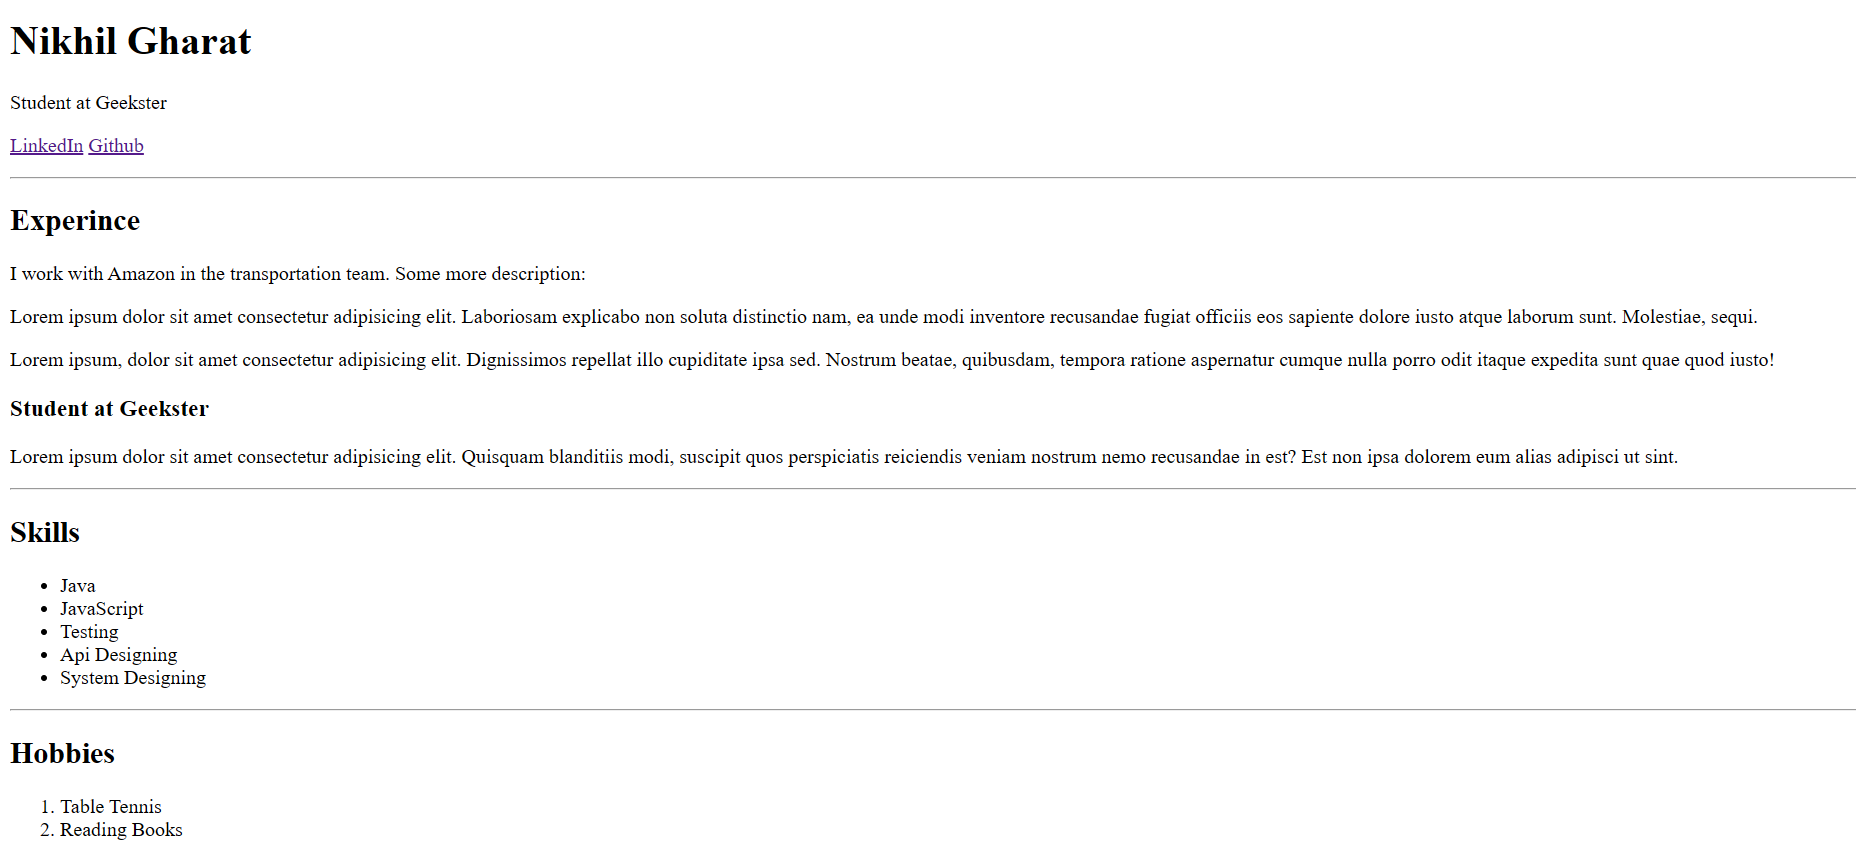 Nikhil Gharat
Student at Geekster
LinkedIn Github
Experince
I work with Amazon in the transportation team. Some more description:
Lorem ipsum dolor sit amet consectetur adipisicing elit. Laboriosam explicabo non soluta distinctio nam, ea unde modi inventore recusandae fugiat officiis eos sapiente dolore iusto atque laborum sunt. Molestiae, sequi.
Lorem ipsum, dolor sit amet consectetur adipisicing elit. Dignissimos repellat illo cupiditate ipsa sed. Nostrum beatae, quibusdam, tempora ratione aspernatur cumque nulla porro odit itaque expedita sunt quae quod iusto!
Student at Geekster
Lorem ipsum dolor sit amet consectetur adipisicing elit. Quisquam blanditiis modi, suscipit quos perspiciatis reiciendis veniam nostrum nemo recusandae in est? Est non ipsa dolorem eum alias adipisci ut sint.
Skills
• Java
• JavaScript
• Testing
• Api Designing
• System Designing
Hobbies
1. Table Tennis
2. Reading Books